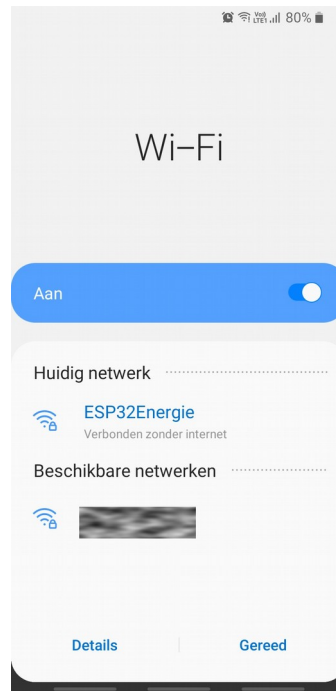 80%
Wi-Fi
Aan
Huidig netwerk
ESP32Energie
Verbonden zonder internet
Beschikbare netwerken
Details
Gereed